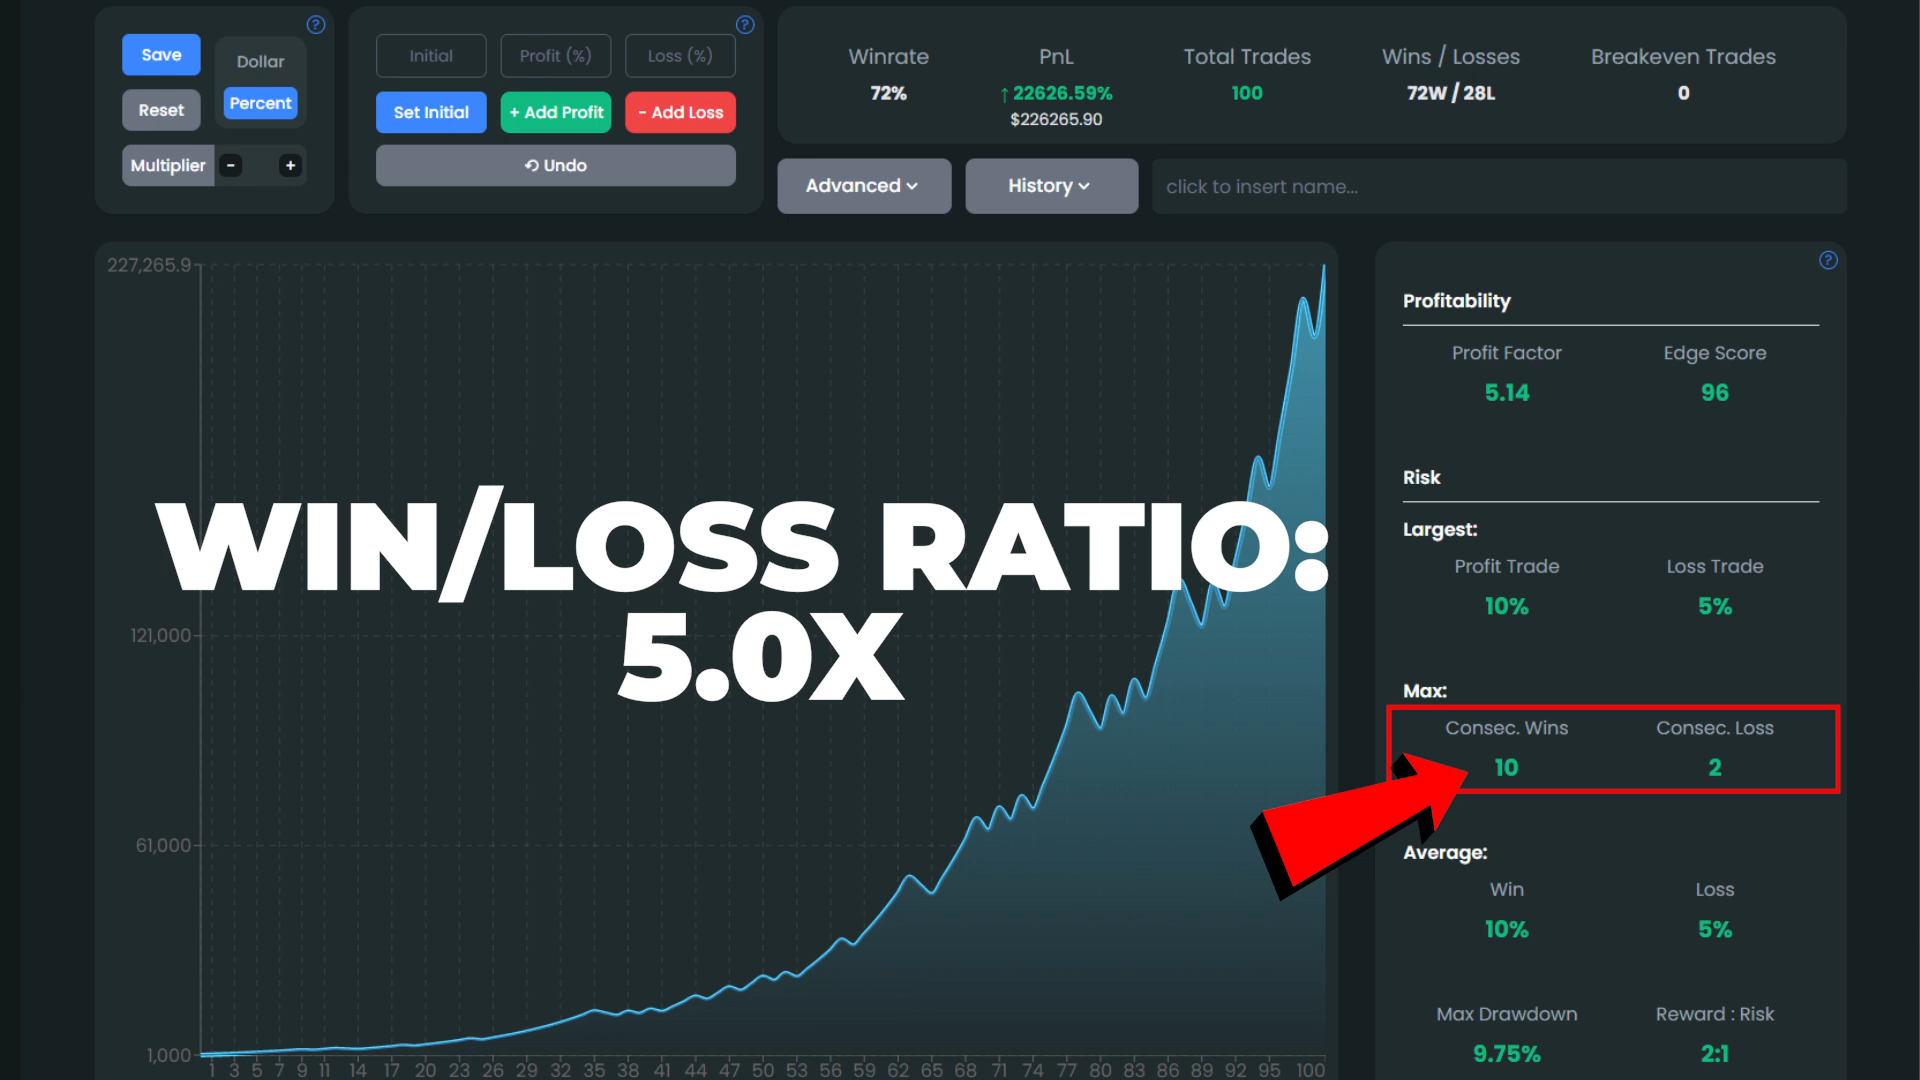 Save
Reset
Multiplier - +
Dollar
Percent
?
Initial Profit (%) Loss (%)
Set Initial + Add Profit - Add Loss
Undo
?
Winrate PnL Total Trades Wins / Losses Breakeven Trades
72% ↑ 22626.59% 100 72W / 28L 0
$226265.90
Advanced History click to insert name...
227,265.9
121,000
61,000
1,000
1 3 5 7 9 11 14 17 20 23 26 29 32 35 38 41 44 47 50 53 56 59 62 65 68 71 74 77 80 83 86 89 92 95 100
WIN/LOSS RATIO:
5.0X
?
Profitability
Profit Factor Edge Score
5.14 96
Risk
Largest:
Profit Trade Loss Trade
10% 5%
Max:
Consec. Wins Consec. Loss
10 2
Average:
Win Loss
10% 5%
Max Drawdown Reward : Risk
9.75% 2:1